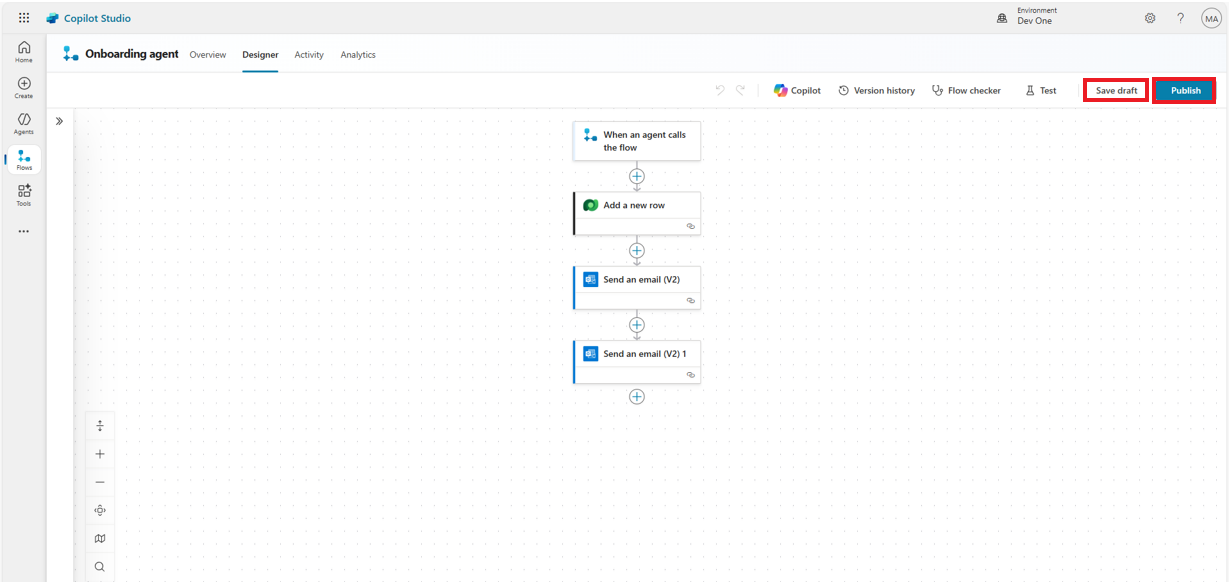 Copilot Studio
Environment
Dev One
?
MA
Home
Create
Agents
Flows
Tools
Onboarding agent
Overview
Designer
Activity
Analytics
Copilot
Version history
Flow checker
Test
Save draft
Publish
When an agent calls
the flow
Add a new row
Send an email (V2)
Send an email (V2) 1